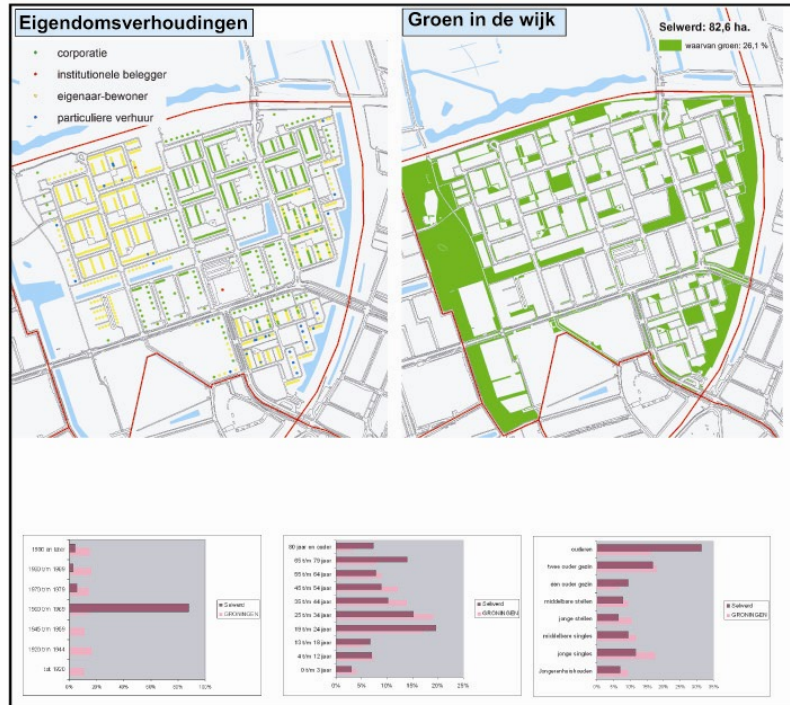 Eigendomsverhoudingen
corporatie
institutionele belegger
eigenaar-bewoner
particuliere verhuur
Groen in de wijk
Selwerd: 82,6 ha.
waarvan groen: 26,1 %
1990 en later
1980 t/m 1989
1970 t/m 1979
1960 t/m 1969
1945 t/m 1959
1920 t/m 1944
tot 1920
0% 20% 40% 60% 80% 100%
Selwerd
GRONINGEN
80 jaar en ouder
65 t/m 79 jaar
55 t/m 64 jaar
45 t/m 54 jaar
35 t/m 44 jaar
25 t/m 34 jaar
19 t/m 24 jaar
13 t/m 18 jaar
4 t/m 12 jaar
0 t/m 3 jaar
0% 5% 10% 15% 20% 25%
Selwerd
GRONINGEN
ouderen
twee ouder gezin
één ouder gezin
middelbare stellen
jonge stellen
middelbare singles
jonge singles
Jongerenheishouden
0% 5% 10% 15% 20% 25% 30% 35%
Selwerd
GRONINGEN